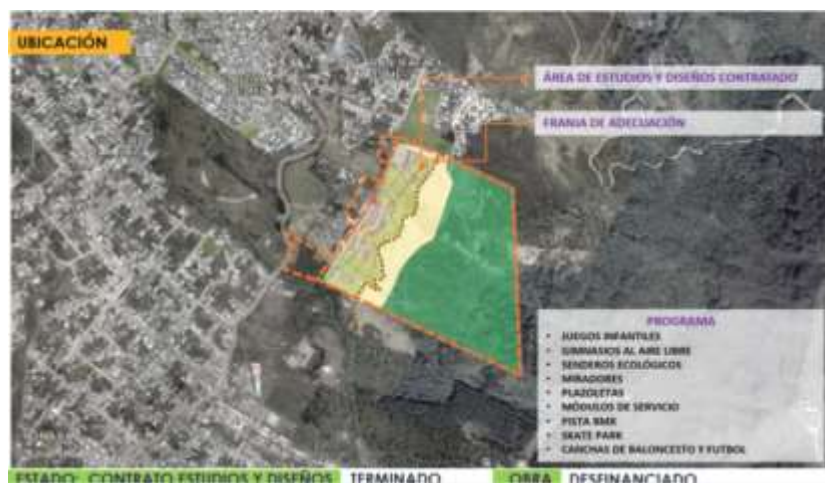 UBICACIÓN
ÁREA DE ESTUDIOS Y DISEÑOS CONTRATADO
FRANJA DE ADECUACIÓN
PROGRAMA
• JUEGOS INFANTILES
• GIMNASIOS AL AIRE LIBRE
• SENDEROS ECOLÓGICOS
• MIRADORES
• PLAZOLETAS
• MÓDULOS DE SERVICIO
• PISTA BMX
• SKATE PARK
• CANCHAS DE BALONCESTO Y FUTBOL
ESTADO: CONTRATO ESTUDIOS Y DISEÑOS TERMINADO OBRA DESFINANCIADO